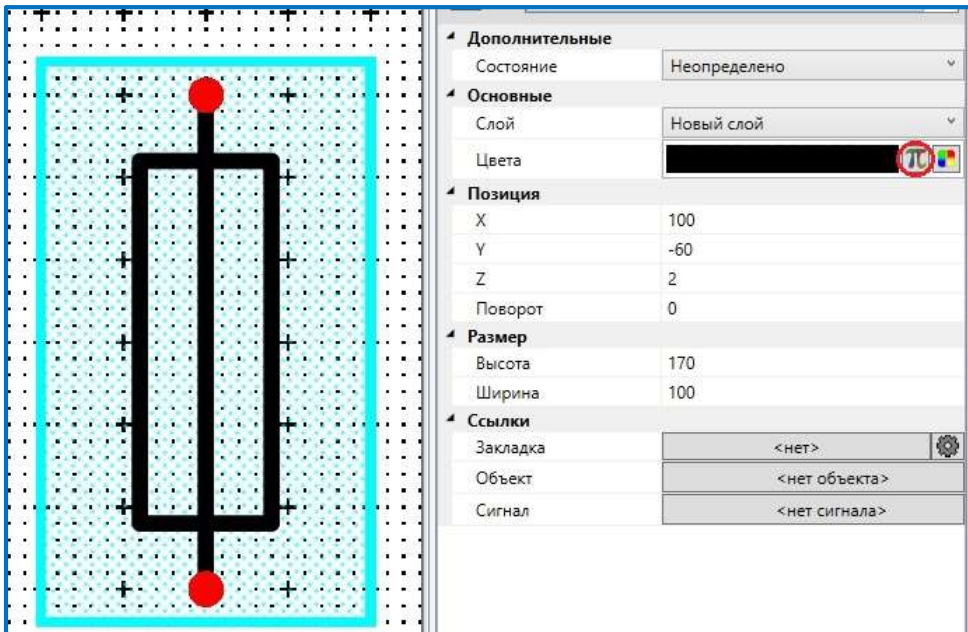 Дополнительные
Состояние Неопределено
Основные
Слой Новый слой
Цвета π
Позиция
X 100
Y -60
Z 2
Поворот 0
Размер
Высота 170
Ширина 100
Ссылки
Закладка <нет>
Объект <нет объекта>
Сигнал <нет сигнала>